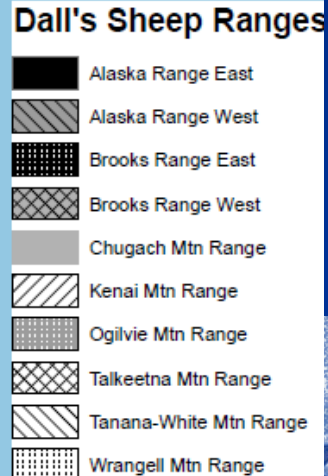 Dall's Sheep Ranges
Alaska Range East
Alaska Range West
Brooks Range East
Brooks Range West
Chugach Mtn Range
Kenai Mtn Range
Ogilvie Mtn Range
Talkeetna Mtn Range
Tanana-White Mtn Range
Wrangell Mtn Range